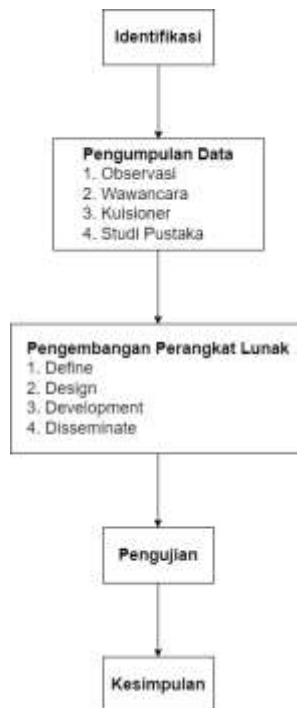 Identifikasi
Pengumpulan Data
1. Observasi
2. Wawancara
3. Kuisioner
4. Studi Pustaka
Pengembangan Perangkat Lunak
1. Define
2. Design
3. Development
4. Disseminate
Pengujian
Kesimpulan